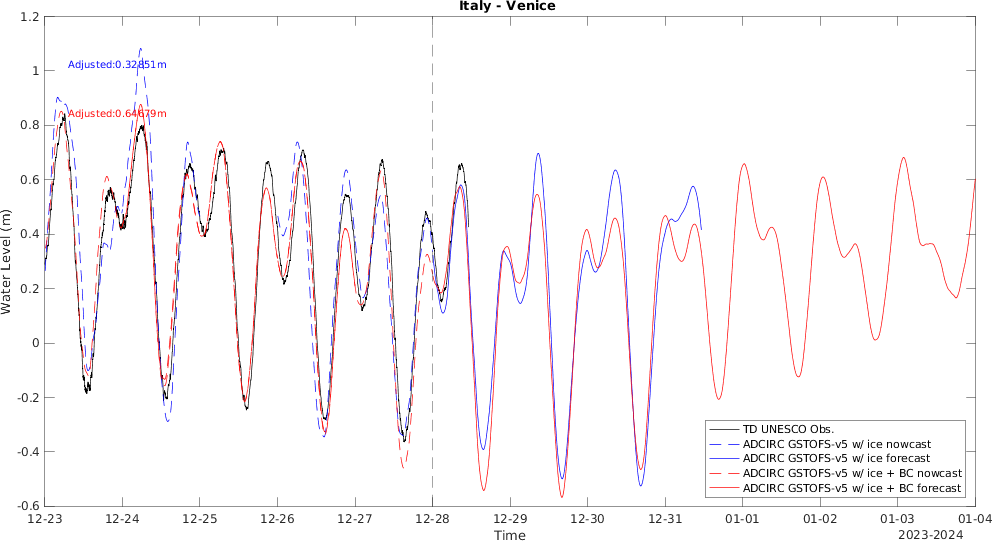 Italy - Venice
Water Level (m)
1.2
1
0.8
0.6
0.4
0.2
0
-0.2
-0.4
-0.6
Adjusted:0.32851m
Adjusted:0.64679m
TD UNESCO Obs.
ADCIRC GSTOFS-v5 w/ ice nowcast
ADCIRC GSTOFS-v5 w/ ice forecast
ADCIRC GSTOFS-v5 w/ ice + BC nowcast
ADCIRC GSTOFS-v5 w/ ice + BC forecast
12-23 12-24 12-25 12-26 12-27 12-28 12-29 12-30 12-31 01-01 01-02 01-03 01-04
Time
2023-2024